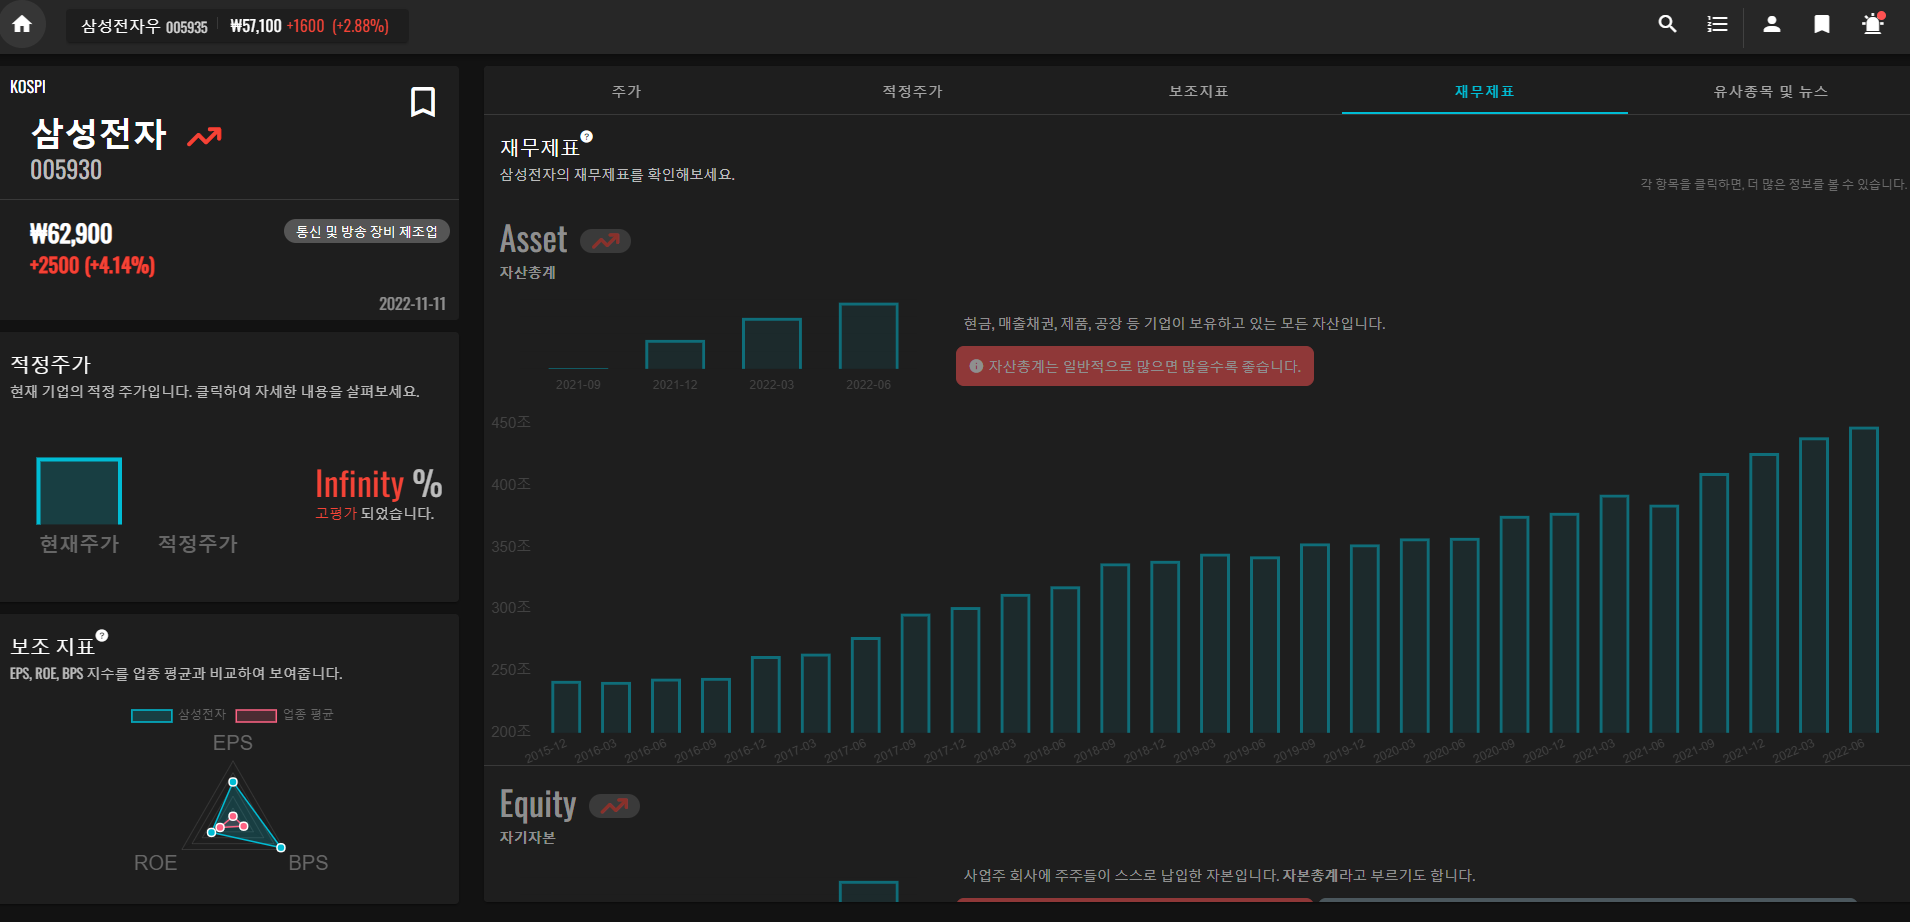 삼성전자우 005935 ₩57,100 +1600 (+2.88%)
KOSPI
삼성전자
005930
₩62,900
+2500 (+4.14%)
통신 및 방송 장비 제조업
2022-11-11
적정주가
현재 기업의 적정 주가입니다. 클릭하여 자세한 내용을 살펴보세요.
Infinity %
고평가 되었습니다.
현재주가 적정주가
보조 지표?
EPS, ROE, BPS 지수를 업종 평균과 비교하여 보여줍니다.
삼성전자 업종 평균
EPS
ROE BPS
주가 적정주가 보조지표 재무제표 유사종목 및 뉴스
재무제표?
삼성전자의 재무제표를 확인해보세요.
각 항목을 클릭하면, 더 많은 정보를 볼 수 있습니다.
Asset
자산총계
2021-09 2021-12 2022-03 2022-06
현금, 매출채권, 제품, 공장 등 기업이 보유하고 있는 모든 자산입니다.
자산총계는 일반적으로 많으면 많을수록 좋습니다.
450조
400조
350조
300조
250조
200조
2015-12 2016-03 2016-06 2016-09 2016-12 2017-03 2017-06 2017-09 2017-12 2018-03 2018-06 2018-09 2018-12 2019-03 2019-06 2019-09 2019-12 2020-03 2020-06 2020-09 2020-12 2021-03 2021-06 2021-09 2021-12 2022-03 2022-06
Equity
자기자본
사업주 회사에 주주들이 스스로 납입한 자본입니다. 자본총계라고 부르기도 합니다.